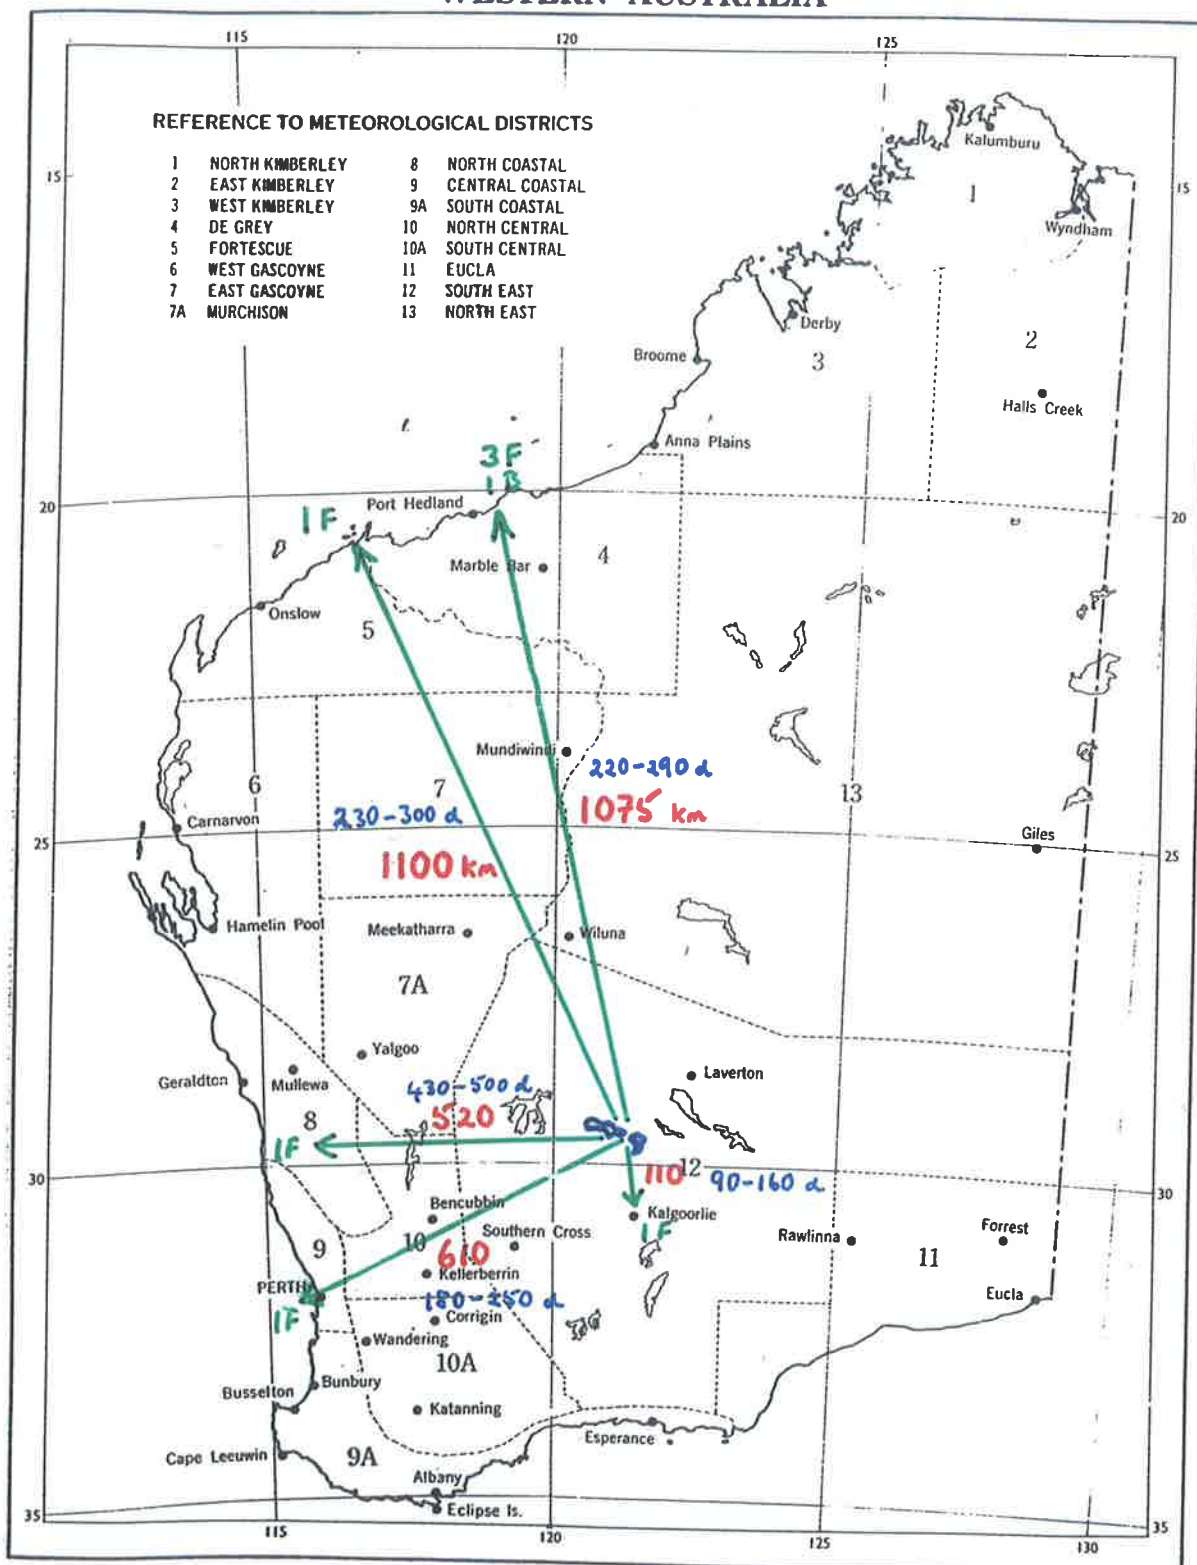 WESTERN AUSTRALIA
115 120 125
REFERENCE TO METEOROLOGICAL DISTRICTS
1 NORTH KIMBERLEY 8 NORTH COASTAL
2 EAST KIMBERLEY 9 CENTRAL COASTAL
3 WEST KIMBERLEY 9A SOUTH COASTAL
4 DE GREY 10 NORTH CENTRAL
5 FORTESCUE 10A SOUTH CENTRAL
6 WEST GASCOYNE 11 EUCLA
7 EAST GASCOYNE 12 SOUTH EAST
7A MURCHISON 13 NORTH EAST
Kalumburu
15 15
1
Wyndham
Derby
2
Broome
3
Halls Creek
Anna Plains
3F
1B
20 Port Hedland 20
1F
4
Marble Bar
Onslow
5
Mundiwindi
220-290 d
6 7 13
1075 km
230-300 d
Carnarvon
Giles
25 25
1100 km
Hamelin Pool
Meekatharra Wiluna
7A
Yalgoo
Laverton
Geraldton Mullewa
430-500 d
8 520
1F
12
30 110 90-160 d 30
Bencubbin Kalgoorlie
1F
Southern Cross
Forrest
9 10 Rawlinna 11
610
Kellerberrin
PERTH
Eucla
180-250 d
1F Corrigin
Wandering
10A
Busselton Bunbury
Katanning
Esperance
Cape Leeuwin 9A
Albany
Eclipse Is.
35 35
115 120 125 130